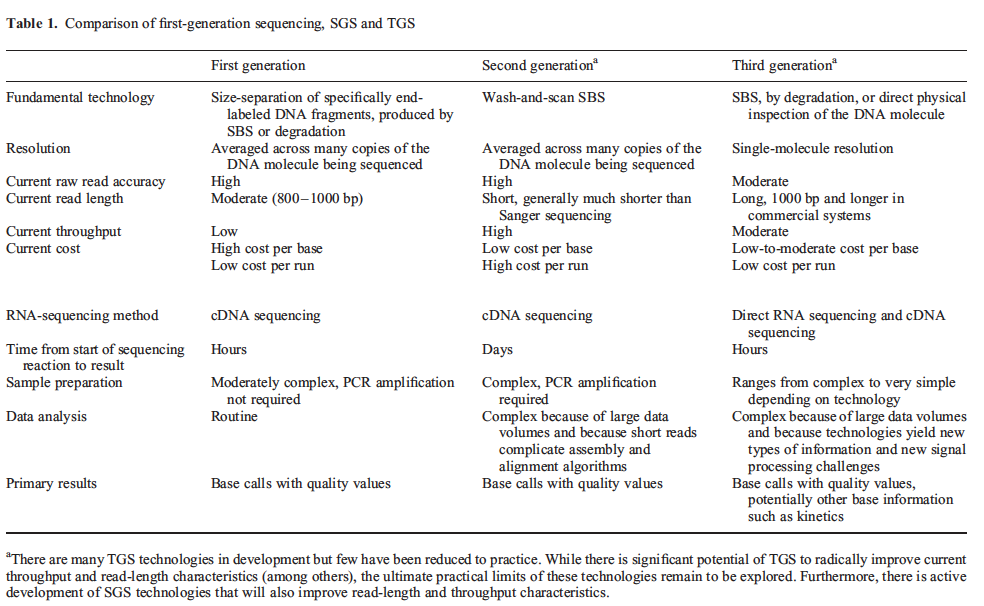 Table 1. Comparison of first-generation sequencing, SGS and TGS
First generation Second generationa Third generationa
Fundamental technology Size-separation of specifically end- Wash-and-scan SBS SBS, by degradation, or direct physical
labeled DNA fragments, produced by inspection of the DNA molecule
SBS or degradation
Resolution Averaged across many copies of the Averaged across many copies of the Single-molecule resolution
DNA molecule being sequenced DNA molecule being sequenced
Current raw read accuracy High High Moderate
Current read length Moderate (800–1000 bp) Short, generally much shorter than Long, 1000 bp and longer in
Sanger sequencing commercial systems
Current throughput Low High Moderate
Current cost High cost per base Low cost per base Low-to-moderate cost per base
Low cost per run High cost per run Low cost per run
RNA-sequencing method cDNA sequencing cDNA sequencing Direct RNA sequencing and cDNA
sequencing
Time from start of sequencing Hours Days Hours
reaction to result
Sample preparation Moderately complex, PCR amplification Complex, PCR amplification Ranges from complex to very simple
not required required depending on technology
Data analysis Routine Complex because of large data Complex because of large data volumes
volumes and because short reads and because technologies yield new
complicate assembly and types of information and new signal
alignment algorithms processing challenges
Primary results Base calls with quality values Base calls with quality values Base calls with quality values,
potentially other base information
such as kinetics
aThere are many TGS technologies in development but few have been reduced to practice. While there is significant potential of TGS to radically improve current
throughput and read-length characteristics (among others), the ultimate practical limits of these technologies remain to be explored. Furthermore, there is active
development of SGS technologies that will also improve read-length and throughput characteristics.